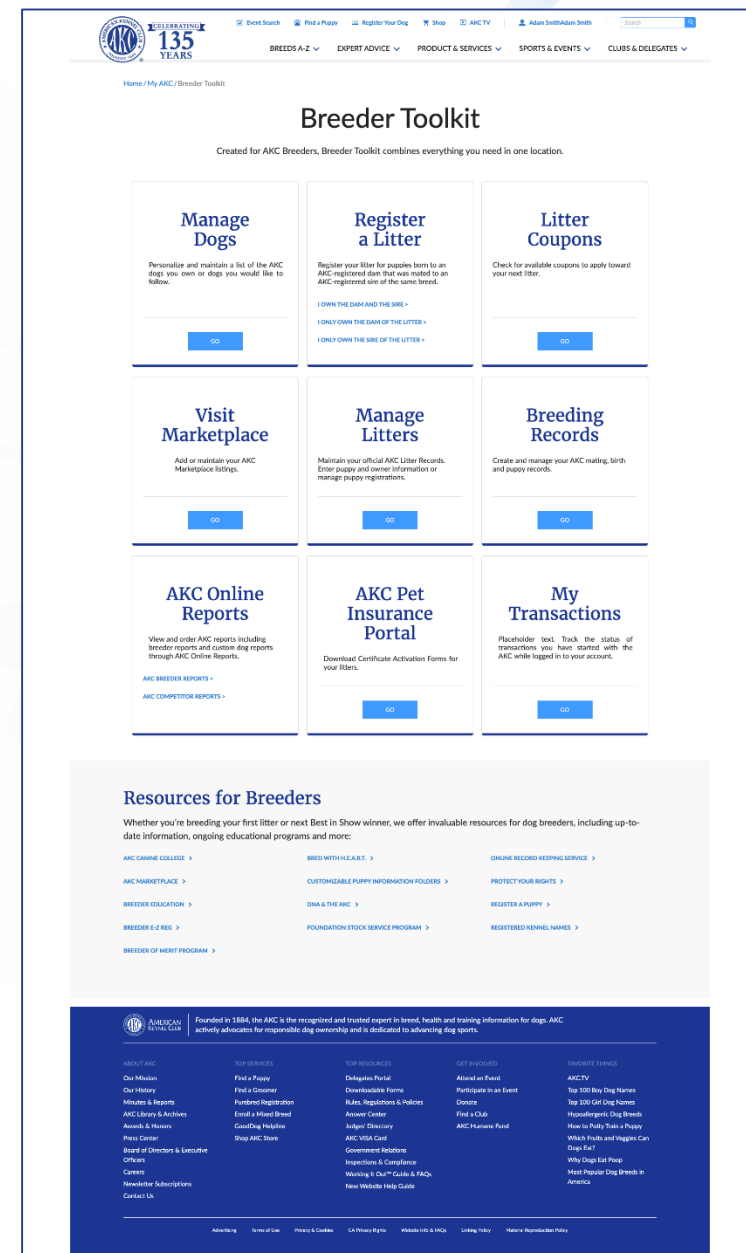 AMERICAN KENNEL CLUB
AKC
FOUNDED 1884
CELEBRATING
135
YEARS
Event Search Find a Puppy Register Your Dog Shop AKC TV Adam SmithAdam Smith Search
BREEDS A-Z EXPERT ADVICE PRODUCT & SERVICES SPORTS & EVENTS CLUBS & DELEGATES
Home / My AKC / Breeder Toolkit
Breeder Toolkit
Created for AKC Breeders, Breeder Toolkit combines everything you need in one location.
Manage
Dogs
Personalize and maintain a list of the AKC
dogs you own or dogs you would like to
follow.
GO
Register
a Litter
Register your litter for puppies born to an
AKC-registered dam that was mated to an
AKC-registered sire of the same breed.
I OWN THE DAM AND THE SIRE >
I ONLY OWN THE DAM OF THE LITTER >
I ONLY OWN THE SIRE OF THE LITTER >
Litter
Coupons
Check for available coupons to apply toward
your next litter.
GO
Visit
Marketplace
Add or maintain your AKC
Marketplace listings.
GO
Manage
Litters
Maintain your official AKC Litter Records.
Enter puppy and owner information or
manage puppy registrations.
GO
Breeding
Records
Create and manage your AKC mating, birth
and puppy records.
GO
AKC Online
Reports
View and order AKC reports including
breeder reports and custom dog reports
through AKC Online Reports.
AKC BREEDER REPORTS >
AKC COMPETITOR REPORTS >
AKC Pet
Insurance
Portal
Download Certificate Activation Forms for
your litters.
GO
My
Transactions
Placeholder text. Track the status of
transactions you have started with the
AKC while logged in to your account.
GO
Resources for Breeders
Whether you're breeding your first litter or next Best in Show winner, we offer invaluable resources for dog breeders, including up-to-
date information, ongoing educational programs and more:
AKC CANINE COLLEGE >
AKC MARKETPLACE >
BREEDER EDUCATION >
BREEDER E-Z REG >
BREEDER OF MERIT PROGRAM >
BRED WITH H.E.A.R.T. >
CUSTOMIZABLE PUPPY INFORMATION FOLDERS >
DNA & THE AKC >
FOUNDATION STOCK SERVICE PROGRAM >
ONLINE RECORD KEEPING SERVICE >
PROTECT YOUR RIGHTS >
REGISTER A PUPPY >
REGISTERED KENNEL NAMES >
AMERICAN
KENNEL CLUB
Founded in 1884, the AKC is the recognized and trusted expert in breed, health and training information for dogs. AKC
actively advocates for responsible dog ownership and is dedicated to advancing dog sports.
ABOUT AKC
Our Mission
Our History
Minutes & Reports
AKC Library & Archives
Awards & Honors
Press Center
Board of Directors & Executive
Officers
Careers
Newsletter Subscriptions
Contact Us
TOP SERVICES
Find a Puppy
Find a Groomer
Purebred Registration
Enroll a Mixed Breed
GoodDog Helpline
Shop AKC Store
TOP RESOURCES
Delegates Portal
Downloadable Forms
Rules, Regulations & Policies
Answer Center
Judges' Directory
AKC VISA Card
Government Relations
Inspections & Compliance
Working It Out℠ Guide & FAQs
New Website Help Guide
GET INVOLVED
Attend an Event
Participate in an Event
Donate
Find a Club
AKC Humane Fund
FAVORITE THINGS
AKC.TV
Top 100 Boy Dog Names
Top 100 Girl Dog Names
Hypoallergenic Dog Breeds
How to Potty Train a Puppy
Which Fruits and Veggies Can
Dogs Eat?
Why Dogs Eat Poop
Most Popular Dog Breeds in
America
Advertising Terms of Use Privacy & Cookies CA Privacy Rights Website Info & FAQs Linking Policy Material Reproduction Policy